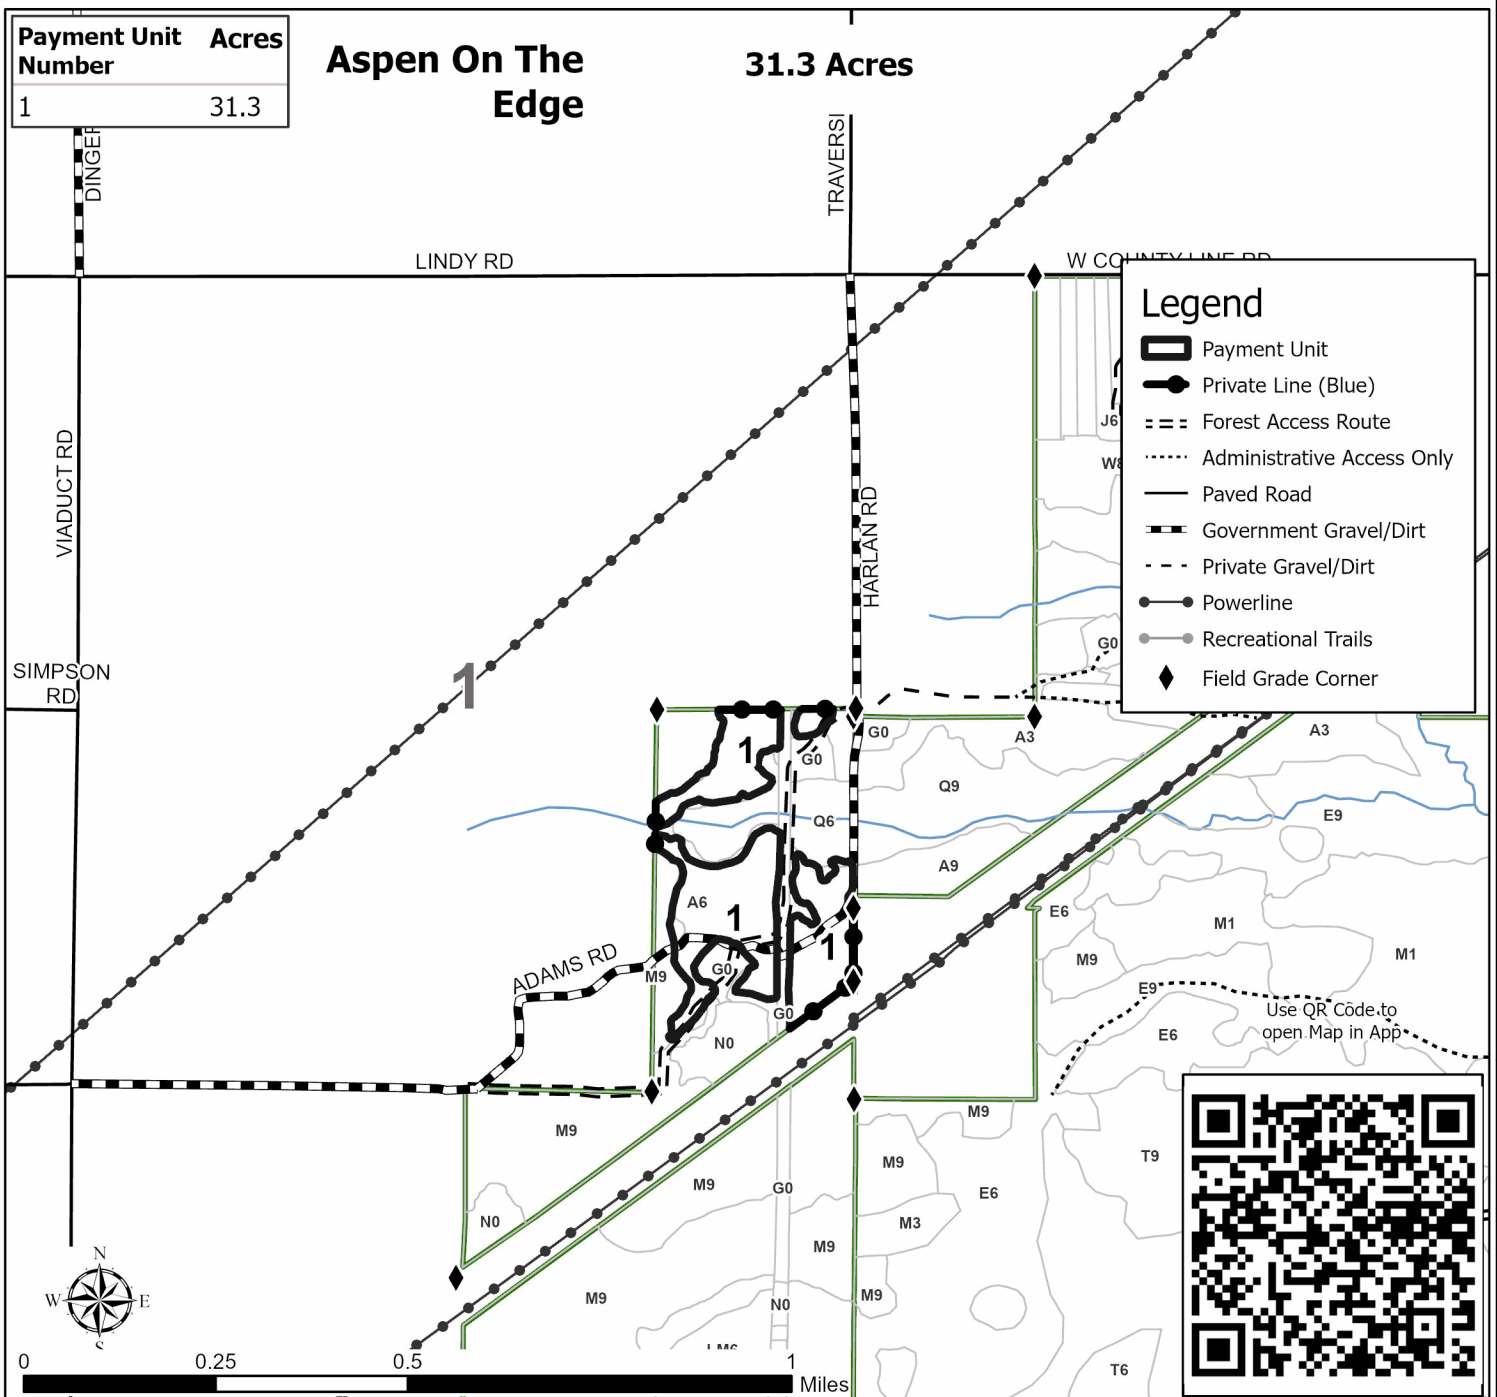 Payment Unit Number
Acres
1
31.3
Aspen On The
Edge
31.3 Acres
TRAVERSI
LINDY RD
W COUNTY LINE RD
Legend
Payment Unit
Private Line (Blue)
Forest Access Route
Administrative Access Only
Paved Road
Government Gravel/Dirt
Private Gravel/Dirt
Powerline
Recreational Trails
Field Grade Corner
J6
G0
VIADUCT RD
HARLAN RD
SIMPSON
RD
1
1
G0
G0
A3
A3
Q9
Q6
E9
A9
A6
1
1
E6
M1
M1
M9
ADAMS RD
M9
G0
E9
G0
Use QR Code to
open Map in App
E6
N0
M9
M9
M9
T9
M9
G0
E6
N0
M3
M9
M9
M9
N0
T6
N
W
E
0
0.25
0.5
1
Miles